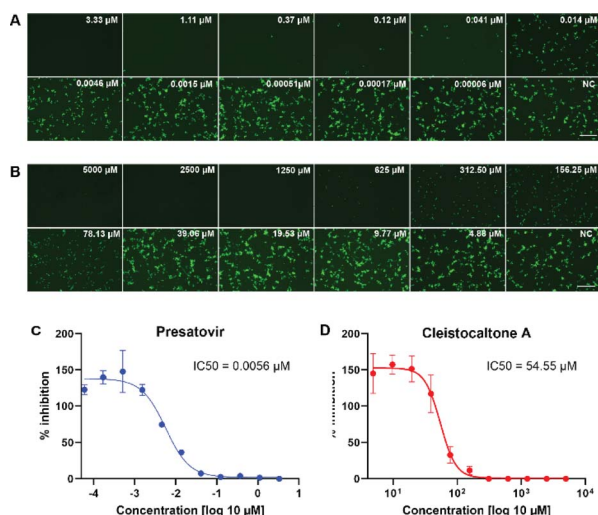 A
3.33 µM 1.11 µM 0.37 µM 0.12 µM 0.041 µM 0.014 µM
0.0046 µM 0.0015 µM 0.00051 µM 0.00017 µM 0.00006 µM NC
B
5000 µM 2500 µM 1250 µM 625 µM 312.50 µM 156.25 µM
78.13 µM 39.06 µM 19.53 µM 9.77 µM 4.88 µM NC
C
Presatovir
IC50 = 0.0056 µM
% inhibition
200
150
100
50
0
-4 -3 -2 -1 0 1
Concentration [log 10 µM]
D
Cleistocaltone A
IC50 = 54.55 µM
% inhibition
200
150
100
50
0
10¹ 10² 10³ 10⁴
Concentration [log 10 µM]